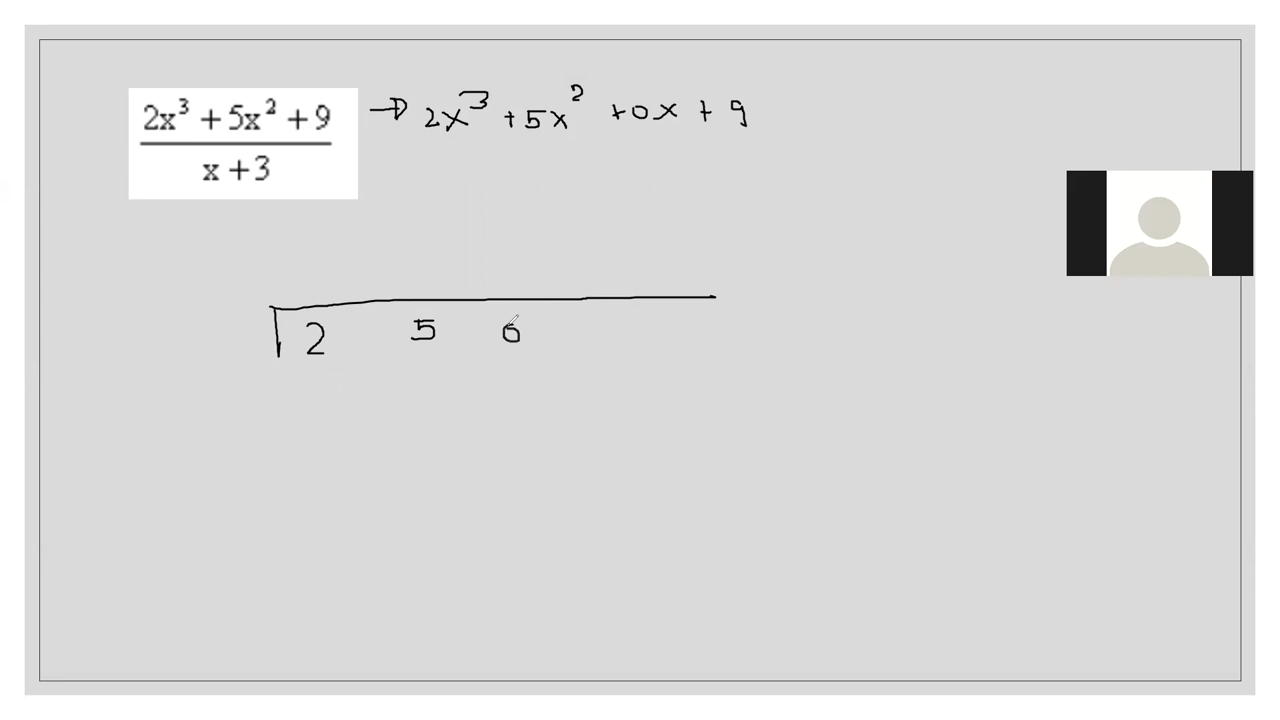 2x³ + 5x² + 9
x + 3
→ 2x³ + 5x² + 0x + 9
2 5 0